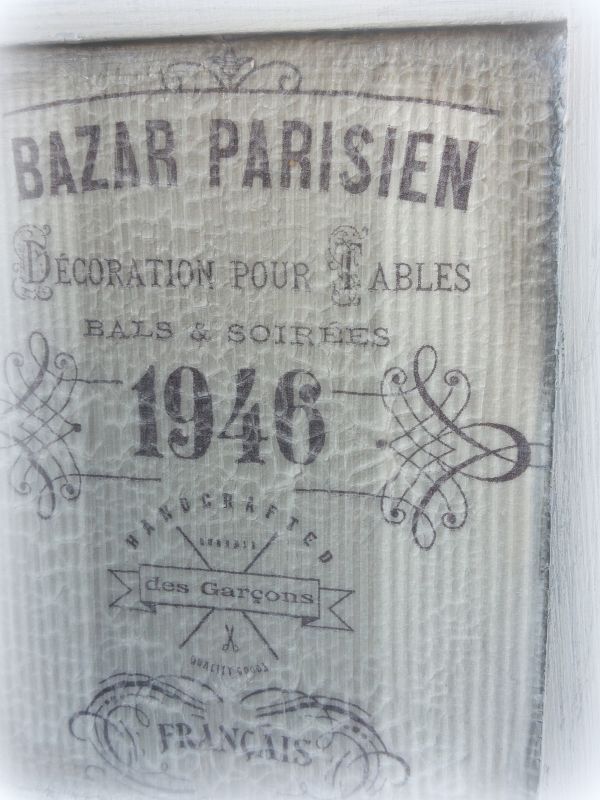 BAZAR PARISIEN
DÉCORATION POUR TABLES
BALS & SOIRÉES
1946
HANDCRAFTED
des Garçons
QUALITY GOODS
FRANÇAIS